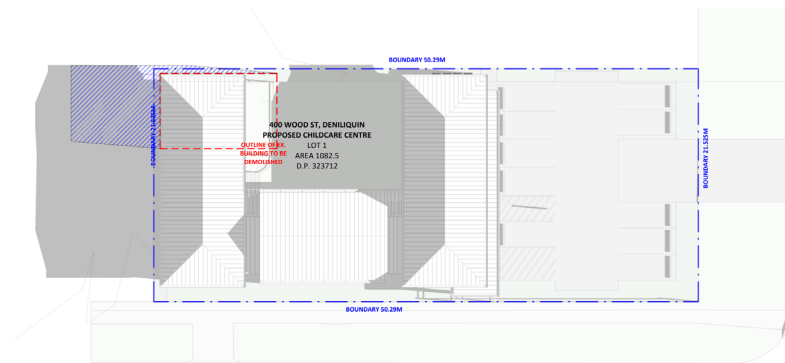 BOUNDARY 50.29M
400 WOOD ST, DENILIQUIN
PROPOSED CHILDCARE CENTRE
LOT 1
AREA 1082.5
D.P. 323712
OUTLINE OF EX.
BUILDING TO BE
DEMOLISHED
BOUNDARY 21.525M
BOUNDARY 50.29M